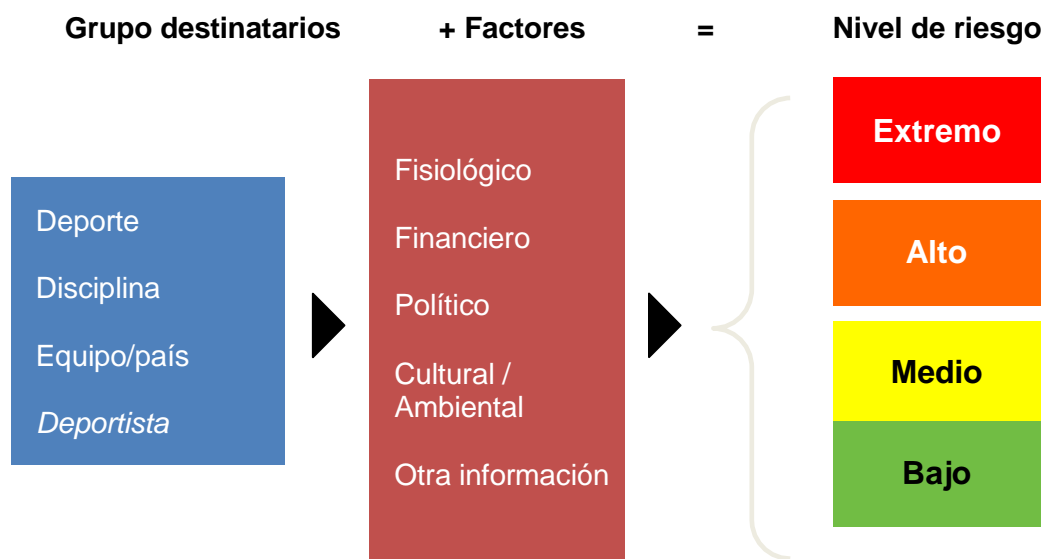 Grupo destinatarios + Factores = Nivel de riesgo
Deporte
Disciplina
Equipo/país
Deportista
Fisiológico
Financiero
Político
Cultural /
Ambiental
Otra información
Extremo
Alto
Medio
Bajo